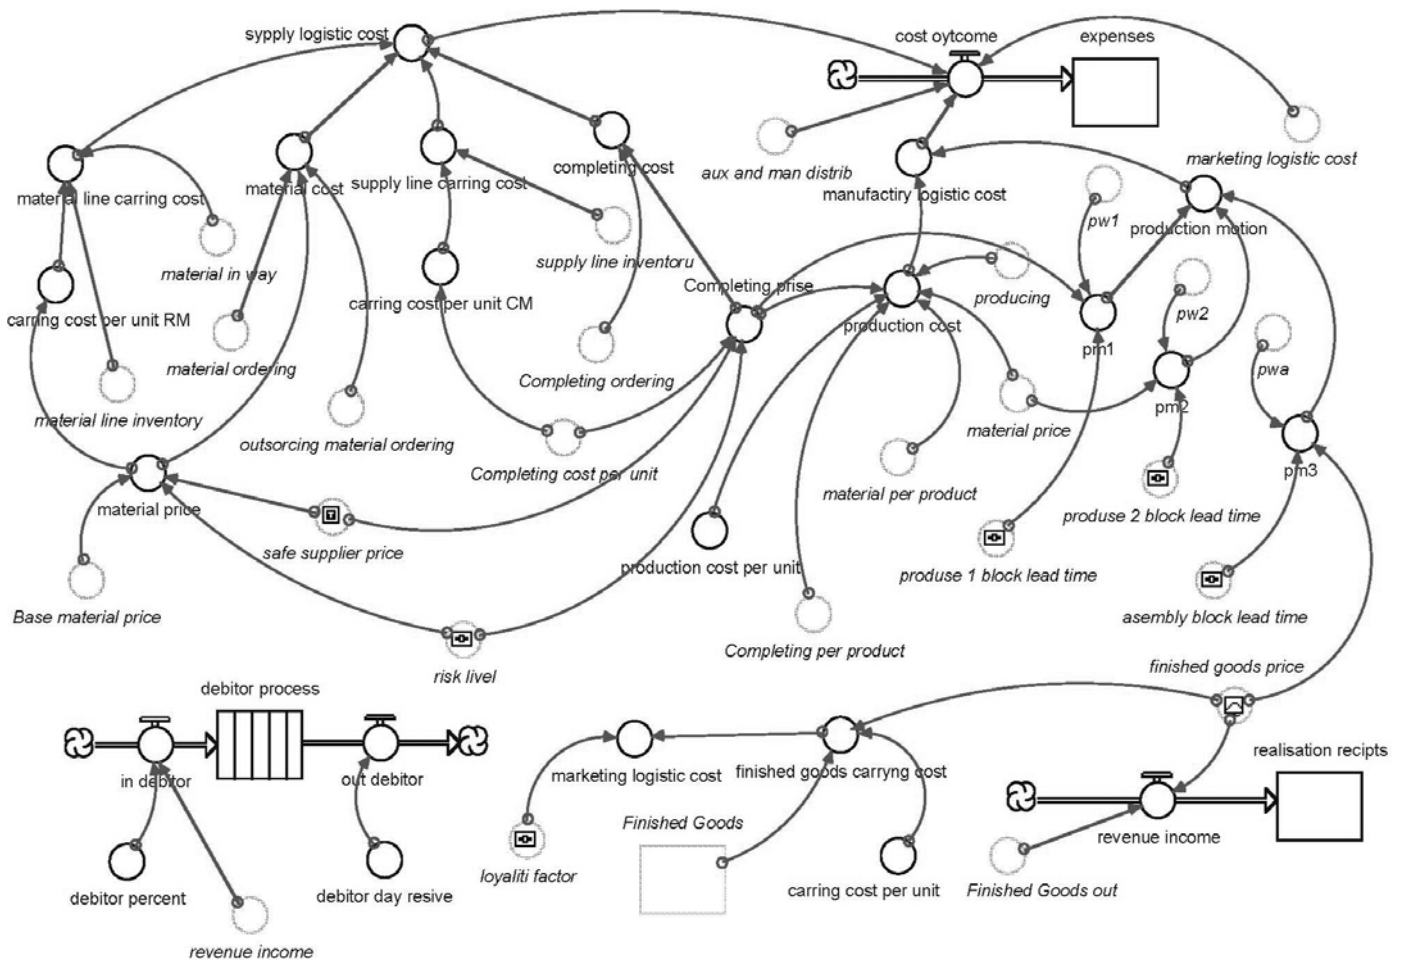 sypply logistic cost
cost oytcome
expenses
aux and man distrib
marketing logistic cost
completing cost
material cost
supply line carring cost
material line carring cost
manufactiry logistic cost
pw1
production motion
material in way
supply line inventoru
carring cost per unit CM
Completing prise
producing
pw2
carring cost per unit RM
production cost
pm1
material ordering
Completing ordering
pwa
pm2
material line inventory
outsorcing material ordering
material price
Completing cost per unit
pm3
material per product
material price
produse 2 block lead time
safe supplier price
production cost per unit
produse 1 block lead time
Base material price
asembly block lead time
Completing per product
risk livel
finished goods price
debitor process
realisation recipts
in debitor
out debitor
marketing logistic cost
finished goods carryng cost
Finished Goods
revenue income
loyaliti factor
carring cost per unit
Finished Goods out
debitor percent
debitor day resive
revenue income